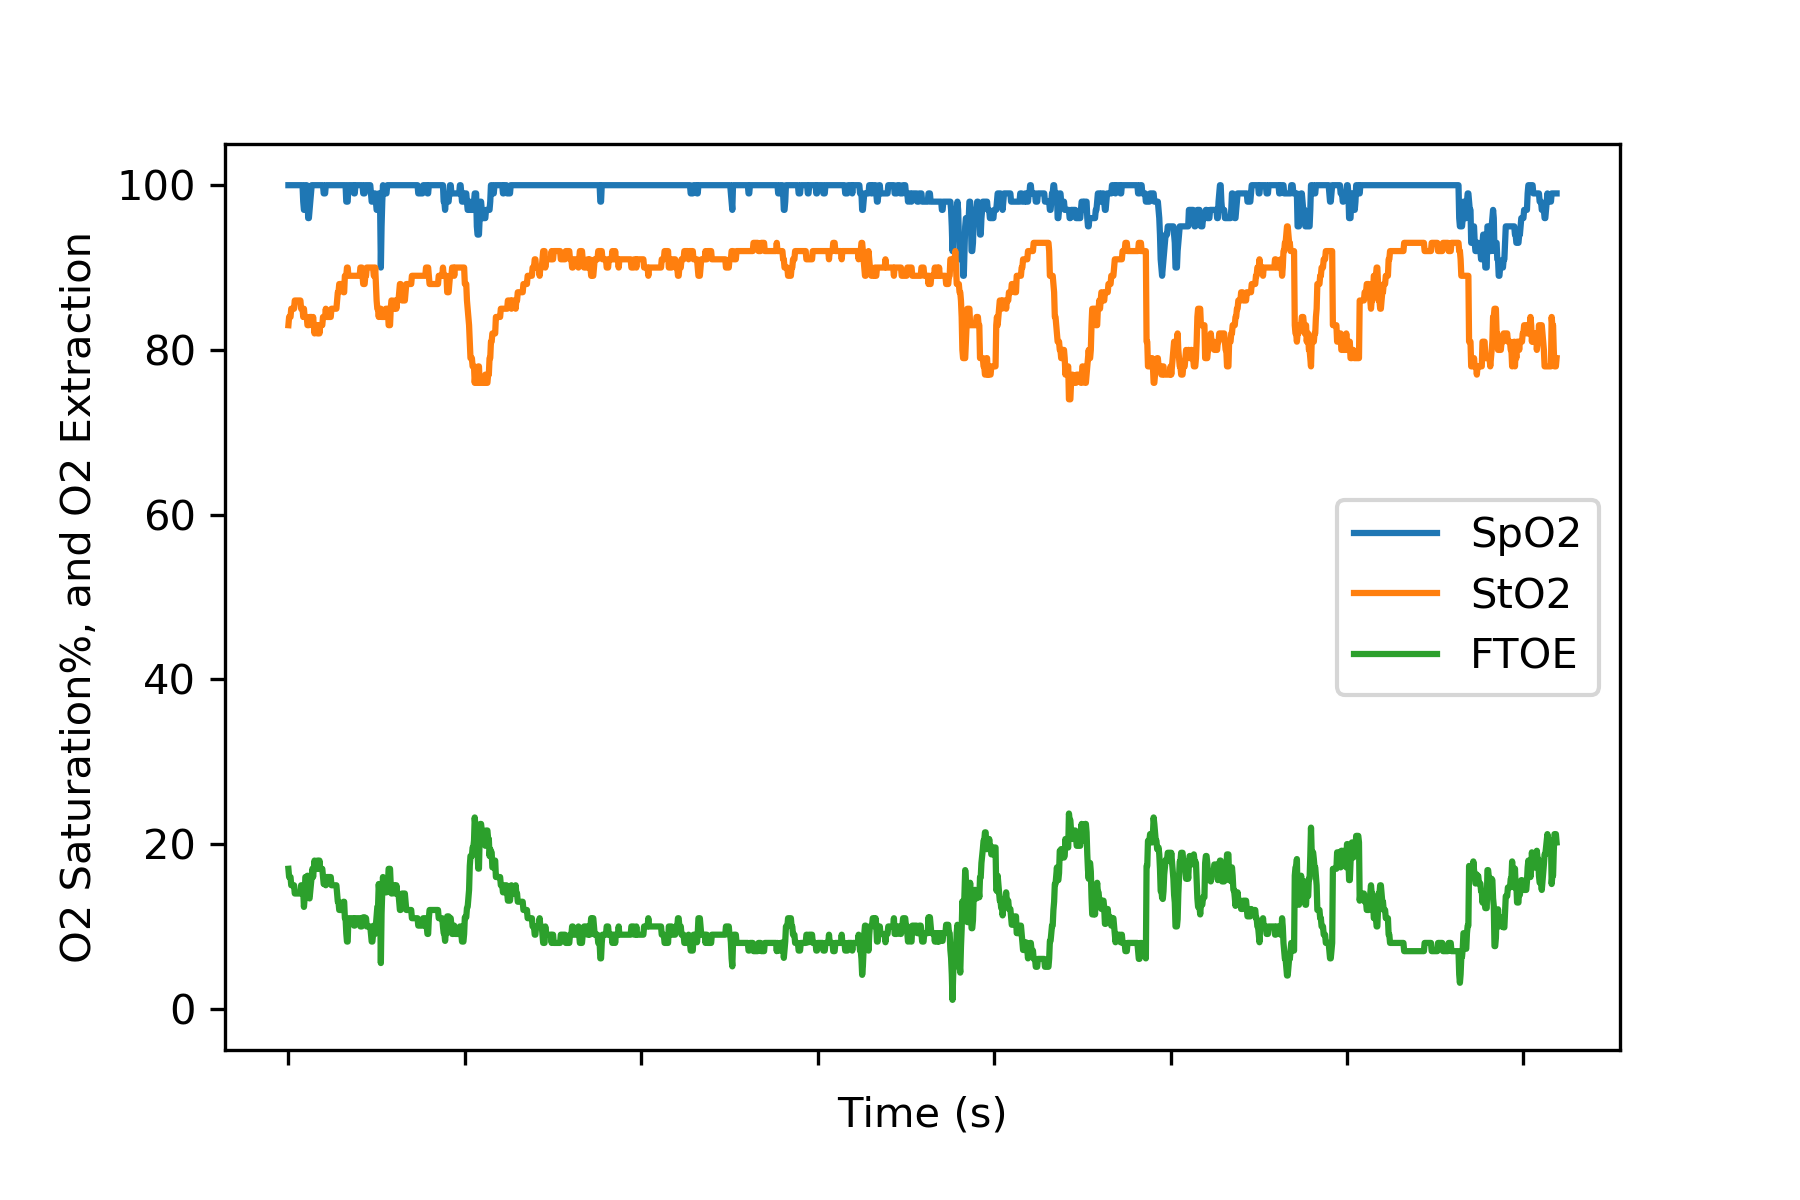 100
80
60
40
20
0
O2 Saturation%, and O2 Extraction
SpO2
StO2
FTOE
Time (s)